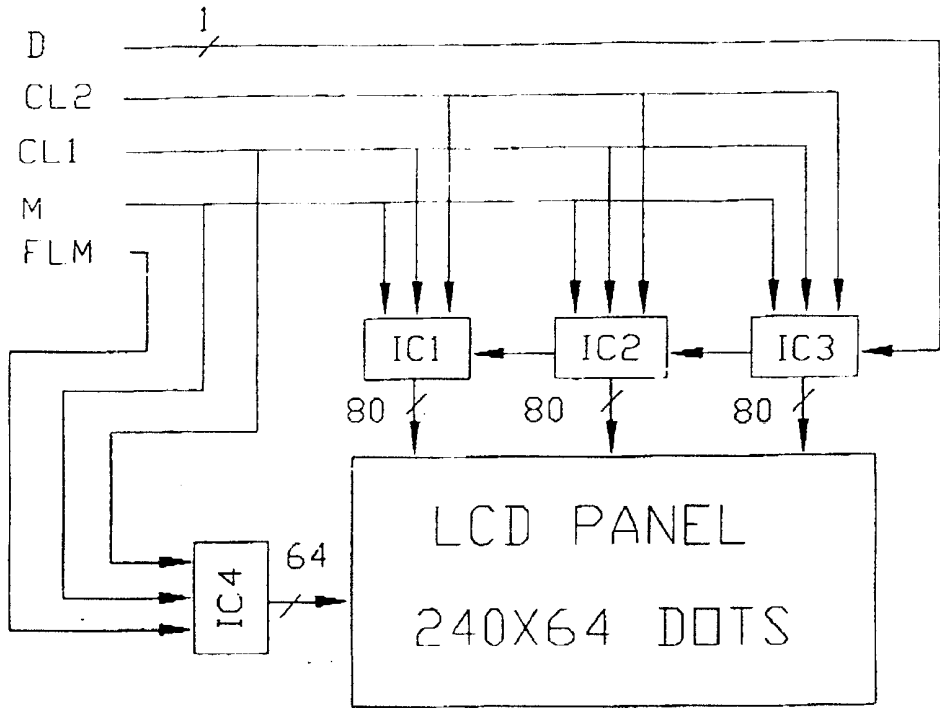 1
D
CL2
CL1
M
FLM
IC1
IC2
IC3
80
80
80
LCD PANEL
240X64 DOTS
64
IC4